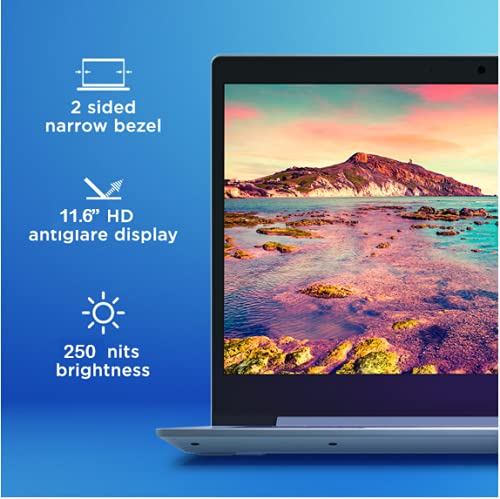 2 sided
narrow bezel
11.6” HD
antiglare display
250 nits
brightness